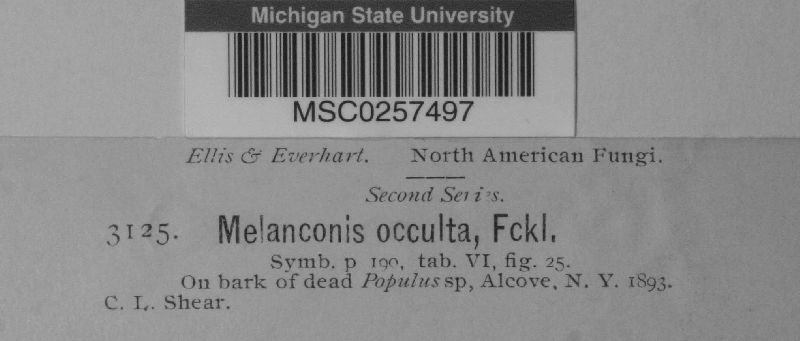 Michigan State University
MSC0257497
Ellis & Everhart. North American Fungi.
Second Series.
3125. Melanconis occulta, Fckl.
Symb. p 190, tab. VI, fig. 25.
On bark of dead Populus sp, Alcove, N. Y. 1893.
C. L. Shear.